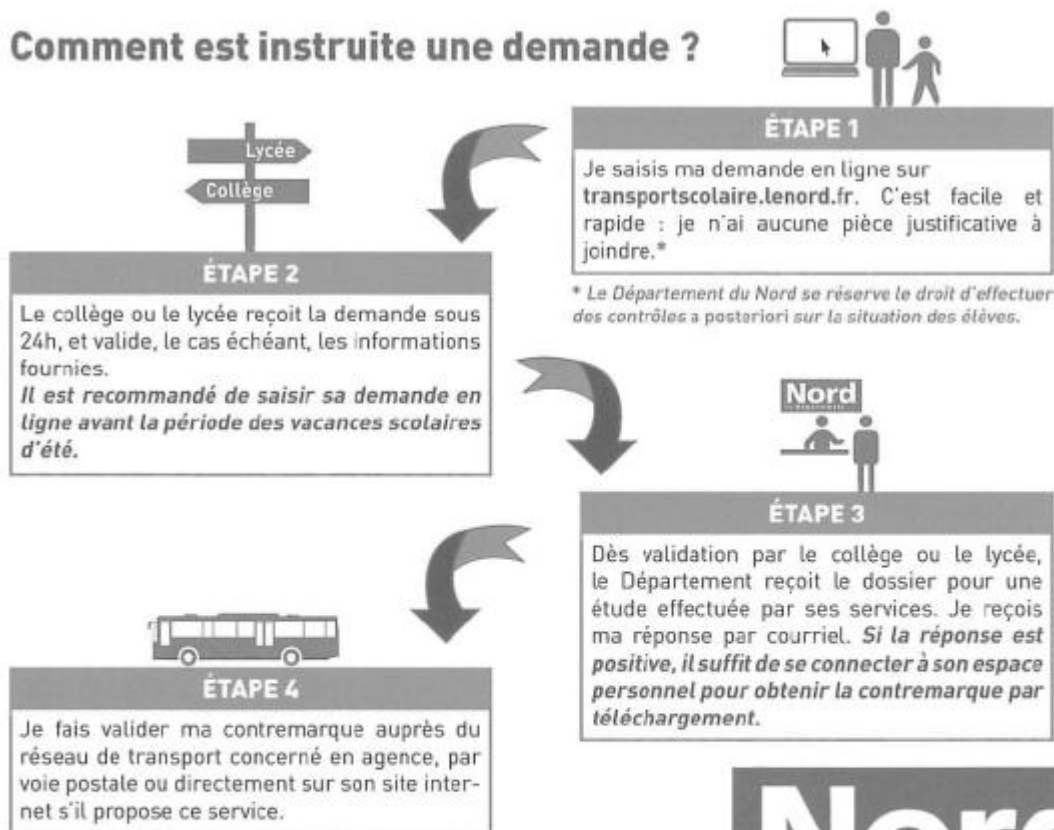 Comment est instruite une demande ?
ÉTAPE 1
Je saisis ma demande en ligne sur
transportscolaire.lenord.fr. C'est facile et
rapide : je n'ai aucune pièce justificative à
joindre.*
* Le Département du Nord se réserve le droit d'effectuer
des contrôles a posteriori sur la situation des élèves.
Lycée
Collège
ÉTAPE 2
Le collège ou le lycée reçoit la demande sous
24h, et valide, le cas échéant, les informations
fournies.
Il est recommandé de saisir sa demande en
ligne avant la période des vacances scolaires
d'été.
Nord
ÉTAPE 3
Dès validation par le collège ou le lycée,
le Département reçoit le dossier pour une
étude effectuée par ses services. Je reçois
ma réponse par courriel. Si la réponse est
positive, il suffit de se connecter à son espace
personnel pour obtenir la contremarque par
téléchargement.
ÉTAPE 4
Je fais valider ma contremarque auprès du
réseau de transport concerné en agence, par
voie postale ou directement sur son site inter-
net s'il propose ce service.